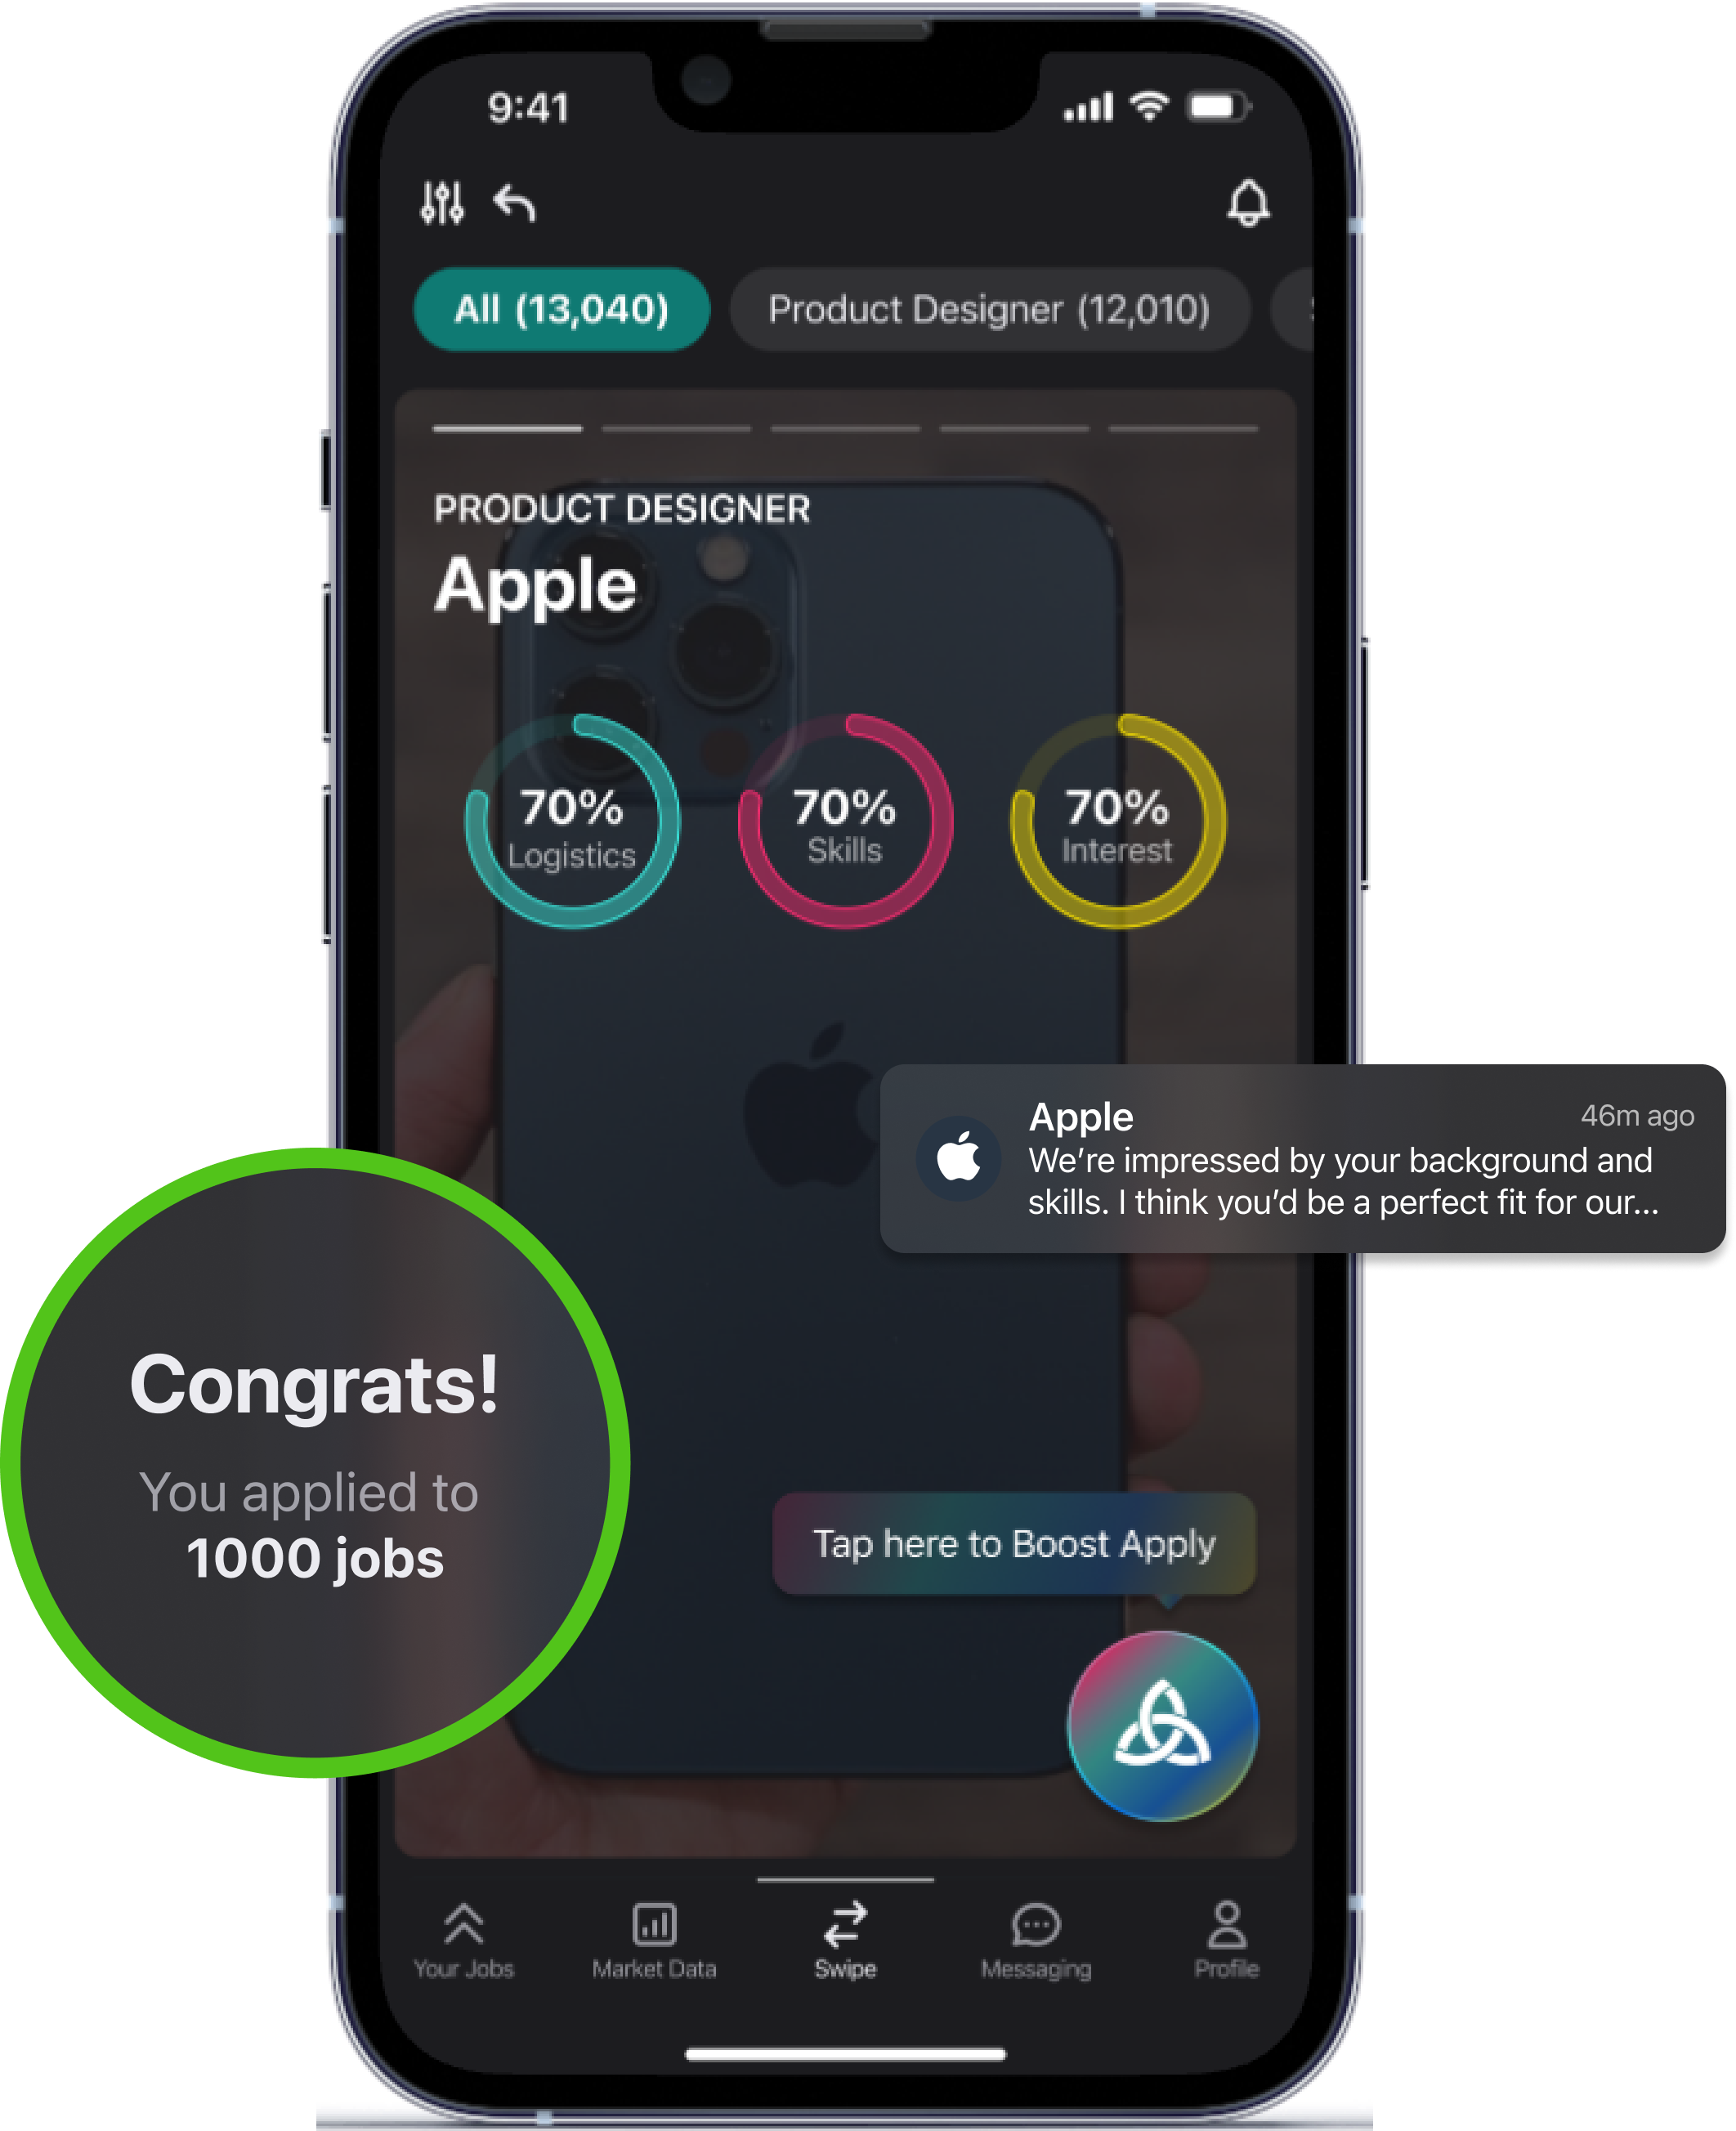 9:41
All (13,040)
Product Designer (12,010)
PRODUCT DESIGNER
Apple
70%
Logistics
70%
Skills
70%
Interest
Apple
46m ago
We’re impressed by your background and
skills. I think you’d be a perfect fit for our...
Congrats!
You applied to
1000 jobs
Tap here to Boost Apply
Your Jobs
Market Data
Swipe
Messaging
Profile